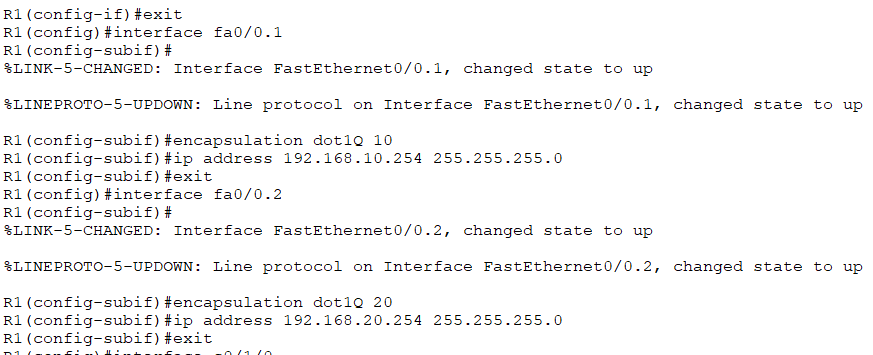 R1(config-if)#exit
R1(config)#interface fa0/0.1
R1(config-subif)#
%LINK-5-CHANGED: Interface FastEthernet0/0.1, changed state to up
%LINEPROTO-5-UPDOWN: Line protocol on Interface FastEthernet0/0.1, changed state to up
R1(config-subif)#encapsulation dot1Q 10
R1(config-subif)#ip address 192.168.10.254 255.255.255.0
R1(config-subif)#exit
R1(config)#interface fa0/0.2
R1(config-subif)#
%LINK-5-CHANGED: Interface FastEthernet0/0.2, changed state to up
%LINEPROTO-5-UPDOWN: Line protocol on Interface FastEthernet0/0.2, changed state to up
R1(config-subif)#encapsulation dot1Q 20
R1(config-subif)#ip address 192.168.20.254 255.255.255.0
R1(config-subif)#exit
R1(config)#interface